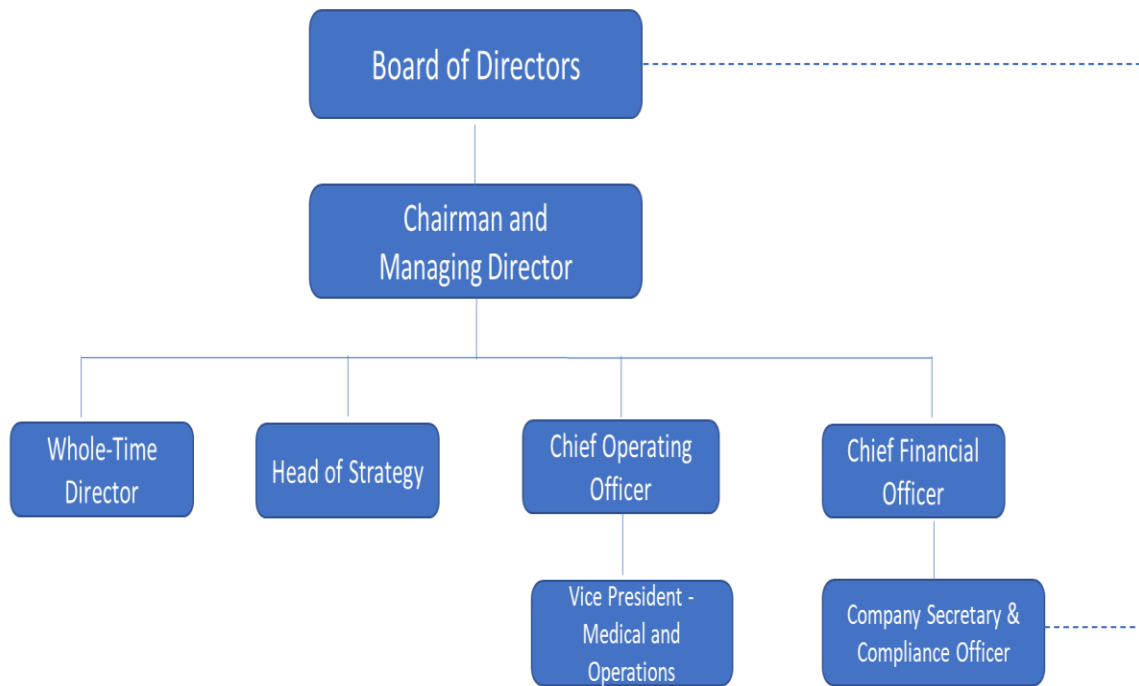 Board of Directors
Chairman and
Managing Director
Whole-Time
Director
Head of Strategy
Chief Operating
Officer
Chief Financial
Officer
Vice President -
Medical and
Operations
Company Secretary &
Compliance Officer